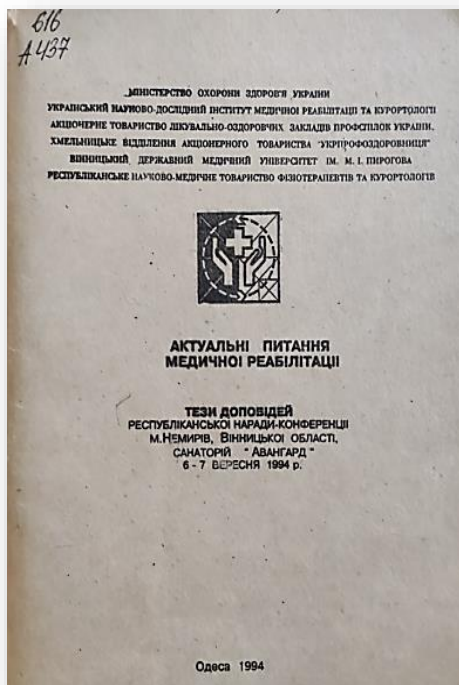 616
А 437
МІНІСТЕРСТВО ОХОРОНИ ЗДОРОВ'Я УКРАЇНИ
УКРАЇНСЬКИЙ НАУКОВО-ДОСЛІДНИЙ ІНСТИТУТ МЕДИЧНОЇ РЕАБІЛІТАЦІЇ ТА КУРОРТОЛОГІЇ
АКЦІОНЕРНЕ ТОВАРИСТВО ЛІКУВАЛЬНО-ОЗДОРОВЧИХ ЗАКЛАДІВ ПРОФСПІЛОК УКРАЇНИ,
ХМЕЛЬНИЦЬКЕ ВІДДІЛЕННЯ АКЦІОНЕРНОГО ТОВАРИСТВА "УКРПРОФОЗДОРОВНИЦЯ"
ВІННИЦЬКИЙ, ДЕРЖАВНИЙ МЕДИЧНИЙ УНІВЕРСИТЕТ ІМ. М. І. ПИРОГОВА
РЕСПУБЛІКАНСЬКЕ НАУКОВО-МЕДИЧНЕ ТОВАРИСТВО ФІЗІОТЕРАПЕВТІВ ТА КУРОРТОЛОГІВ
АКТУАЛЬНІ ПИТАННЯ
МЕДИЧНОЇ РЕАБІЛІТАЦІЇ
ТЕЗИ ДОПОВІДЕЙ
РЕСПУБЛІКАНСЬКОЇ НАРАДИ-КОНФЕРЕНЦІЇ
М.НЕМИРІВ, ВІННИЦЬКОЇ ОБЛАСТІ,
САНАТОРІЙ "АВАНГАРД"
6 - 7 ВЕРЕСНЯ 1994 р.
Одеса 1994